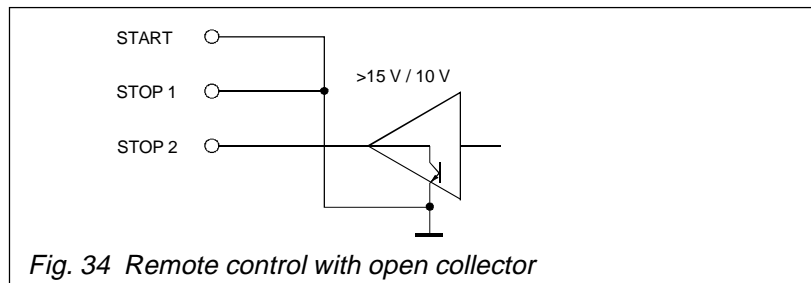 START
>15 V / 10 V
STOP 1
STOP 2
Fig. 34 Remote control with open collector